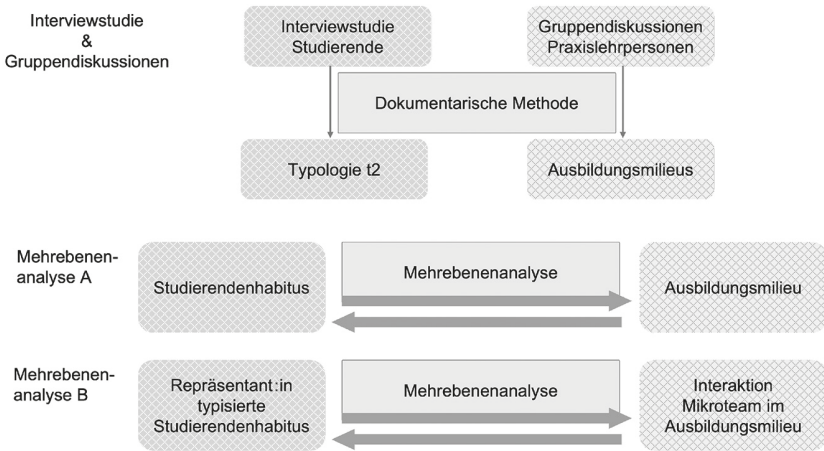 Interviewstudie
&
Gruppendiskussionen
Interviewstudie
Studierende
Gruppendiskussionen
Praxislehrpersonen
Dokumentarische Methode
Typologie t2
Ausbildungsmilieus
Mehrebenen-
analyse A
Studierendenhabitus
Mehrebenenanalyse
Ausbildungsmilieu
Mehrebenen-
analyse B
Repräsentant:in
typisierte
Studierendenhabitus
Mehrebenenanalyse
Interaktion
Mikroteam im
Ausbildungsmilieu